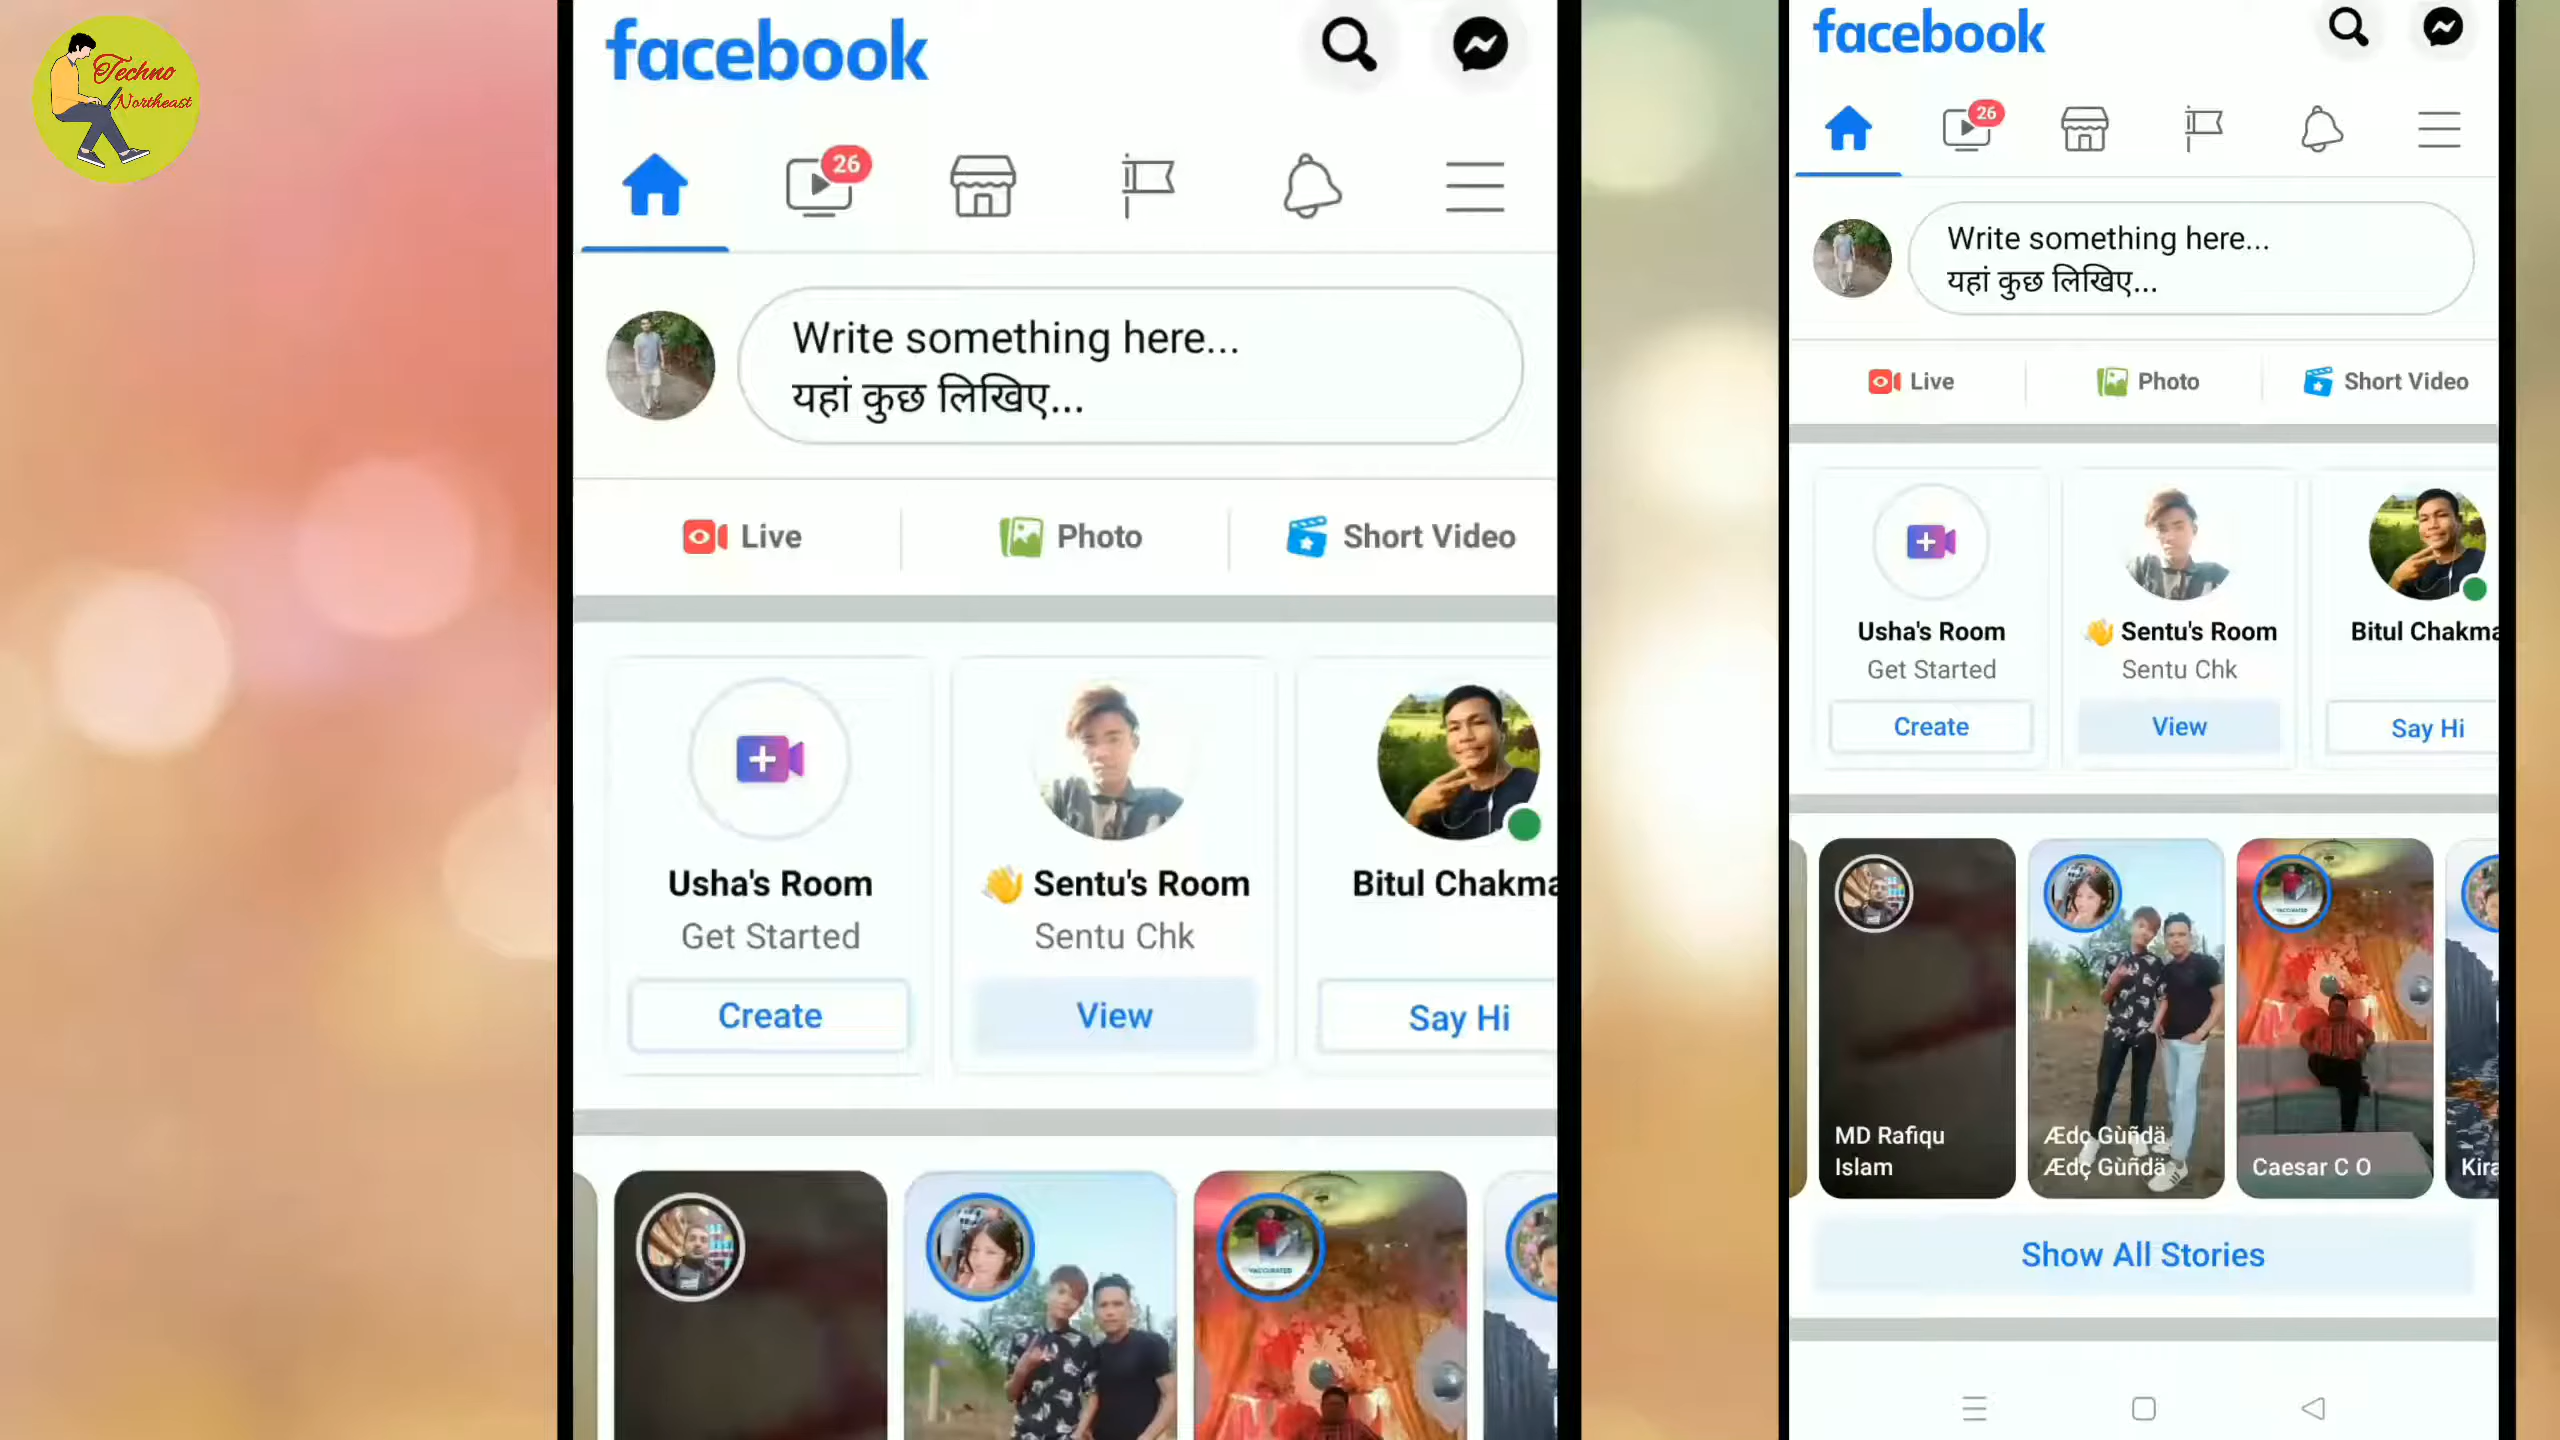 Techno
Northeast
facebook
26
Write something here...
यहां कुछ लिखिए...
Live
Photo
Short Video
Usha's Room
Get Started
Create
👋 Sentu's Room
Sentu Chk
View
Bitul Chakma
Say Hi
facebook
26
Write something here...
यहां कुछ लिखिए...
Live
Photo
Short Video
Usha's Room
Get Started
Create
👋 Sentu's Room
Sentu Chk
View
Bitul Chakma
Say Hi
MD Rafiqu
Islam
Ædç Gùñdä
Ædç Gùñdä
Caesar C O
Kira
Show All Stories